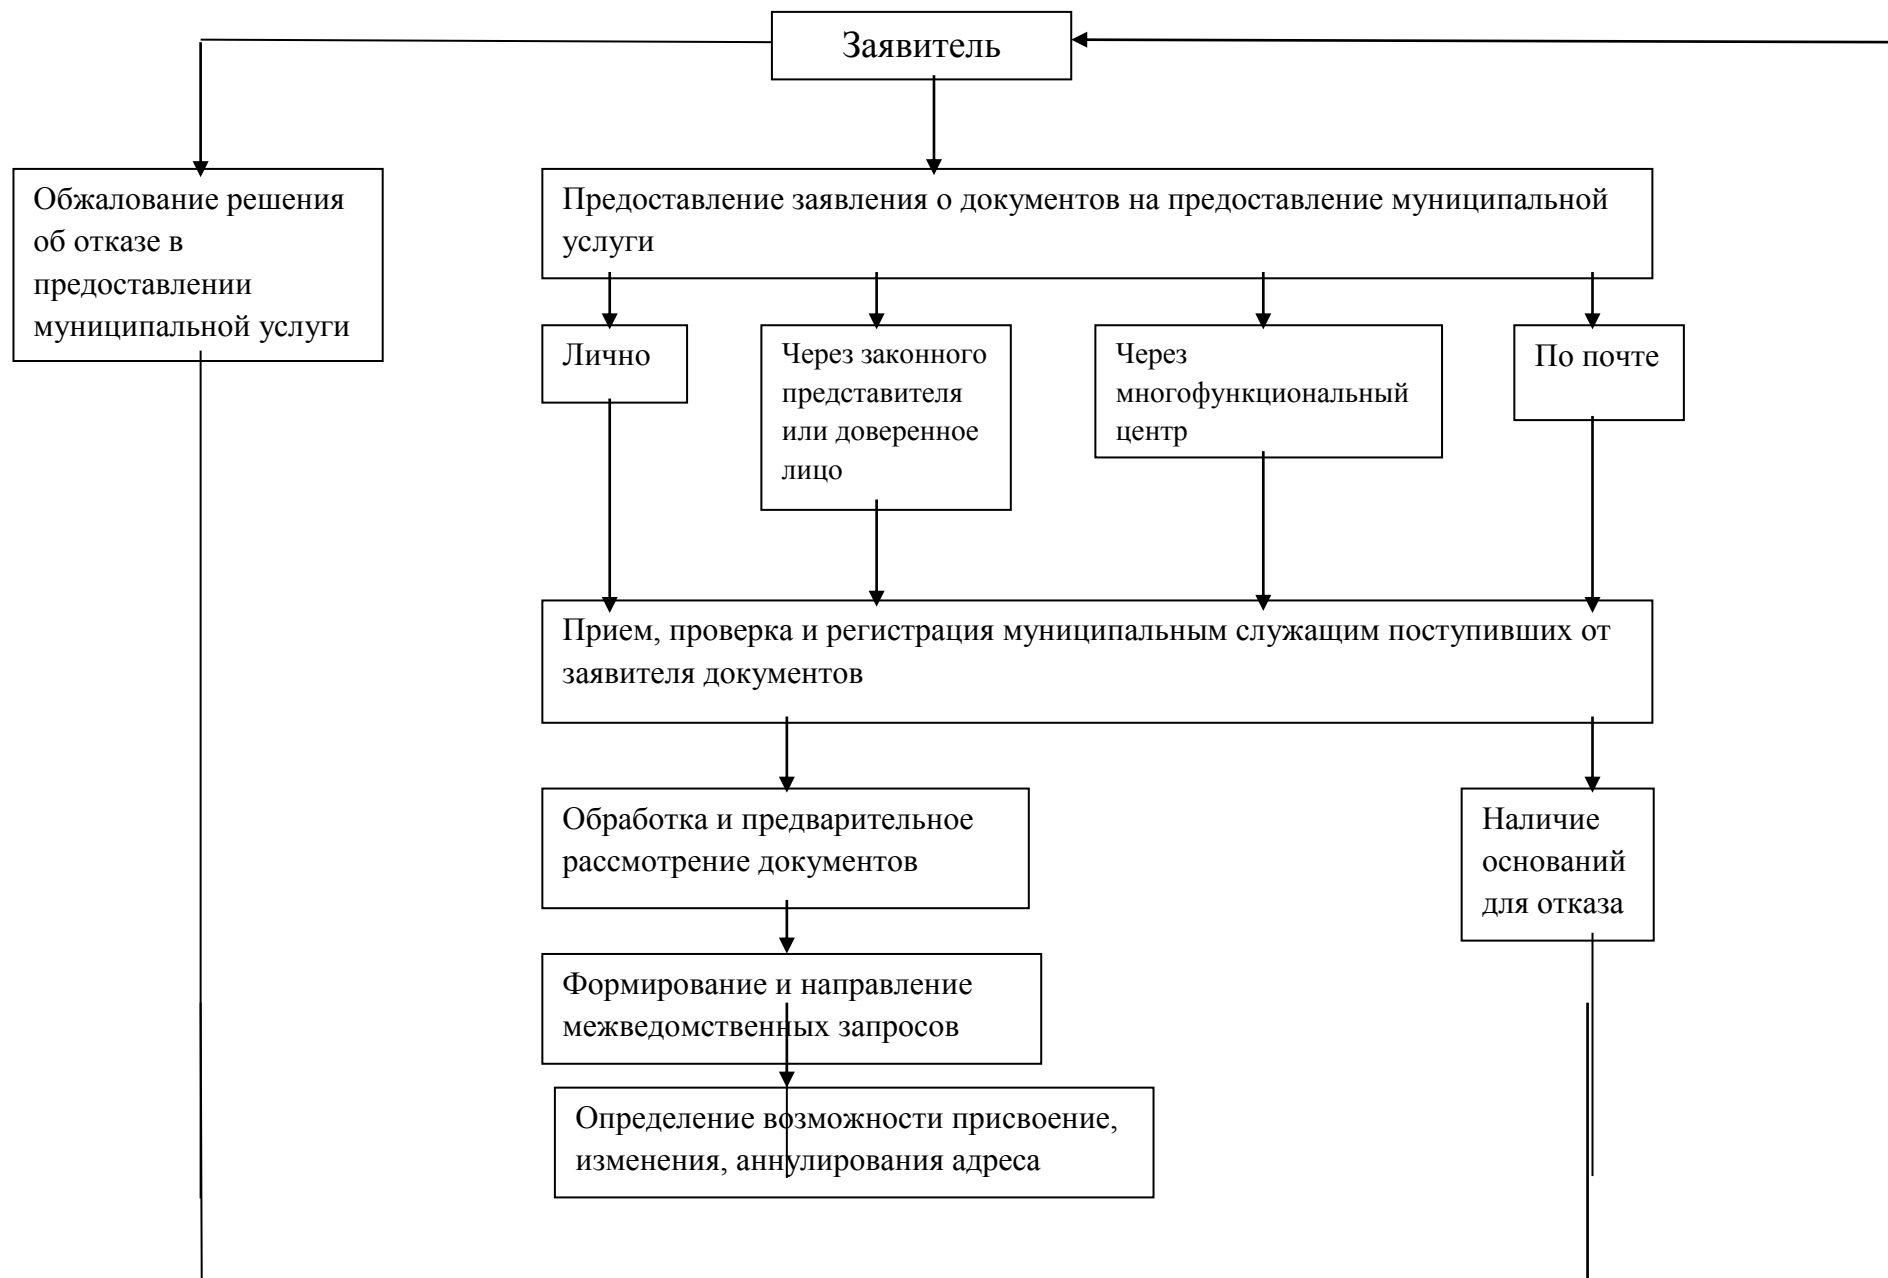 Заявитель
Обжалование решения
об отказе в
предоставлении
муниципальной услуги
Предоставление заявления о документов на предоставление муниципальной
услуги
Лично
Через законного
представителя
или доверенное
лицо
Через
многофункциональный
центр
По почте
Прием, проверка и регистрация муниципальным служащим поступивших от
заявителя документов
Обработка и предварительное
рассмотрение документов
Наличие
оснований
для отказа
Формирование и направление
межведомственных запросов
Определение возможности присвоение,
изменения, аннулирования адреса